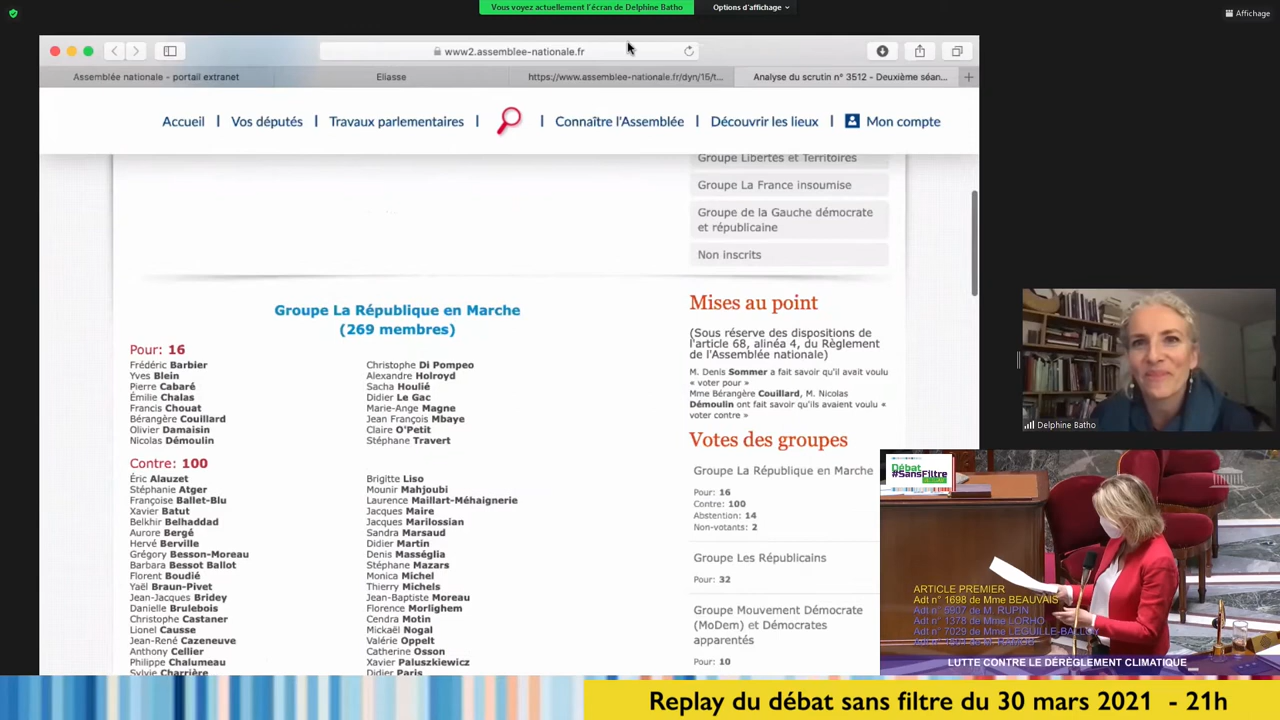 Vous voyez actuellement l'écran de Delphine Batho
Options d'affichage
Affichage
www2.assemblee-nationale.fr
Assemblée nationale - portail extranet
Eliasse
https://www.assemblee-nationale.fr/dyn/15/t...
Analyse du scrutin n° 3512 - Deuxième séan...
Accueil
Vos députés
Travaux parlementaires
Connaître l'Assemblée
Découvrir les lieux
Mon compte
Groupe Libertés et Territoires
Groupe La France insoumise
Groupe de la Gauche démocrate
et républicaine
Non inscrits
Groupe La République en Marche
(269 membres)
Pour: 16
Frédéric Barbier
Yves Blein
Pierre Cabaré
Émilie Chalas
Francis Chouat
Bérangère Couillard
Olivier Damaisin
Nicolas Démoulin
Christophe Di Pompeo
Alexandre Holroyd
Sacha Houlié
Didier Le Gac
Marie-Ange Magne
Jean François Mbaye
Claire O'Petit
Stéphane Travert
Contre: 100
Éric Alauzet
Stéphanie Atger
Françoise Ballet-Blu
Xavier Batut
Belkhir Belhaddad
Aurore Bergé
Hervé Berville
Grégory Besson-Moreau
Barbara Bessot Ballot
Florent Boudié
Yaël Braun-Pivet
Jean-Jacques Bridey
Danielle Brulebois
Christophe Castaner
Lionel Causse
Jean-René Cazeneuve
Anthony Cellier
Philippe Chalumeau
Sylvie Charrière
Brigitte Liso
Mounir Mahjoubi
Laurence Maillart-Méhaignerie
Jacques Maire
Jacques Marilossian
Sandra Marsaud
Didier Martin
Denis Masséglia
Stéphane Mazars
Monica Michel
Thierry Michels
Jean-Baptiste Moreau
Florence Morlighem
Cendra Motin
Mickaël Nogal
Valérie Oppelt
Catherine Osson
Xavier Paluszkiewicz
Didier Paris
Mises au point
(Sous réserve des dispositions de
l'article 68, alinéa 4, du Règlement
de l'Assemblée nationale)
M. Denis Sommer a fait savoir qu'il avait voulu
« voter pour »
Mme Bérangère Couillard, M. Nicolas
Démoulin ont fait savoir qu'ils avaient voulu «
voter contre »
Votes des groupes
Groupe La République en Marche
Pour: 16
Contre: 100
Abstention: 14
Non-votants: 2
Groupe Les Républicains
Pour: 32
Groupe Mouvement Démocrate
(MoDem) et Démocrates
apparentés
Pour: 10
Delphine Batho
Débat
#SansFiltre
ARTICLE PREMIER
Adt n° 1698 de Mme BEAUVAIS
Adt n° 5907 de M. RUPIN
Adt n° 1378 de Mme LORHO
Adt n° 7029 de Mme LEGUILLE-BALLOY
LUTTE CONTRE LE DÉRÈGLEMENT CLIMATIQUE
Replay du débat sans filtre du 30 mars 2021 - 21h